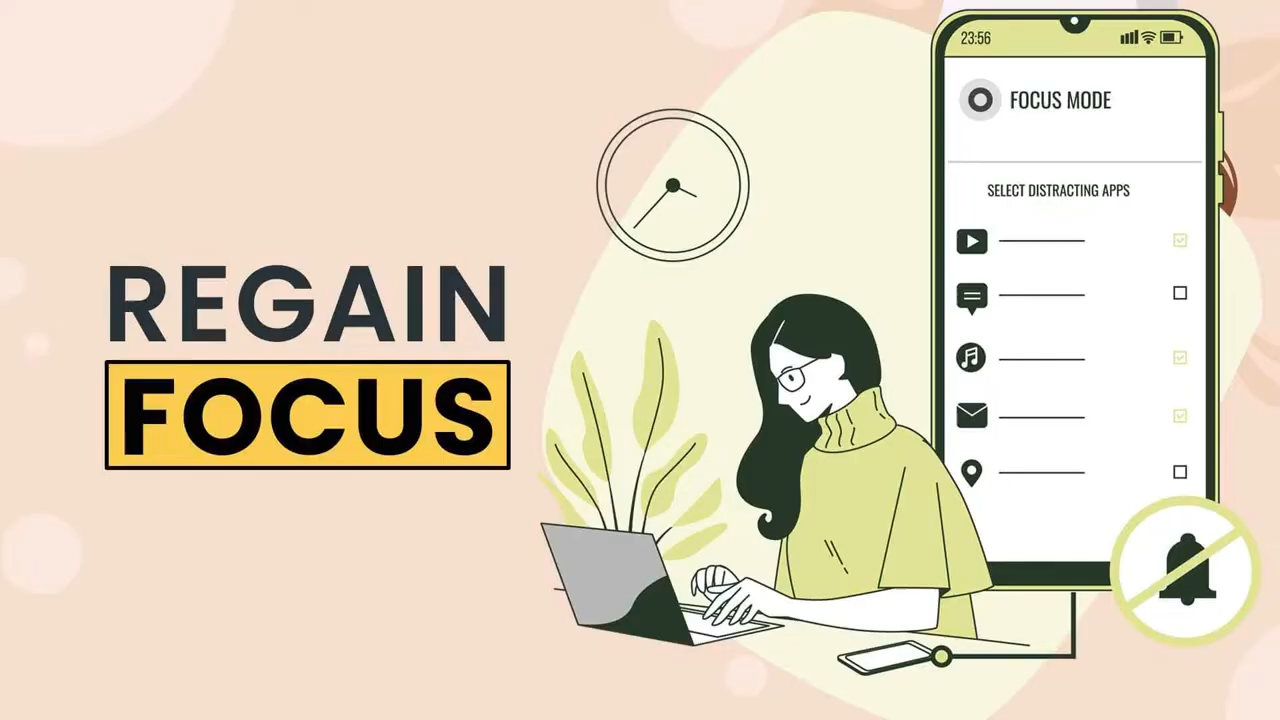 23:56
FOCUS MODE
SELECT DISTRACTING APPS
REGAIN
FOCUS